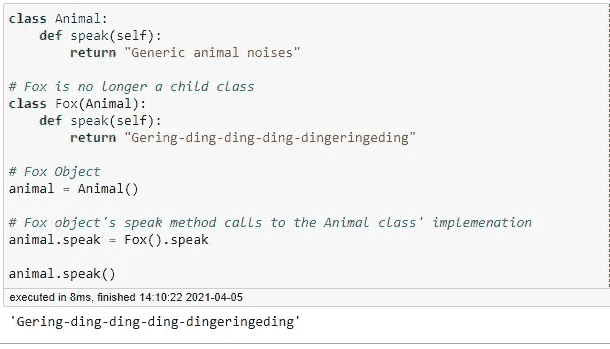 class Animal:
    def speak(self):
        return "Generic animal noises"

# Fox is no longer a child class
class Fox(Animal):
    def speak(self):
        return "Gering-ding-ding-ding-dingeringeding"

# Fox Object
animal = Animal()

# Fox object's speak method calls to the Animal class' implemenation
animal.speak = Fox().speak

animal.speak()
executed in 8ms, finished 14:10:22 2021-04-05
'Gering-ding-ding-ding-dingeringeding'